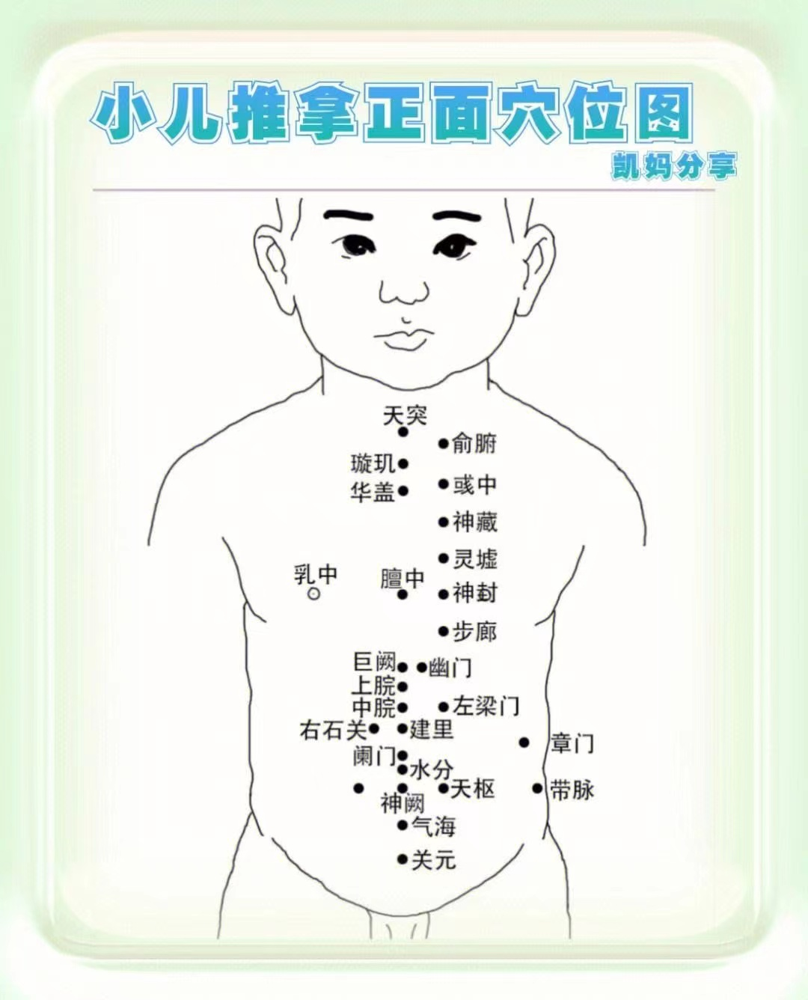 小儿推拿正面穴位图
凯妈分享
天突
俞腑
璇玑
彧中
华盖
神藏
灵墟
乳中
膻中
神封
步廊
巨阙
幽门
上脘
中脘
左梁门
右石关
建里
章门
阑门
水分
天枢
带脉
神阙
气海
关元